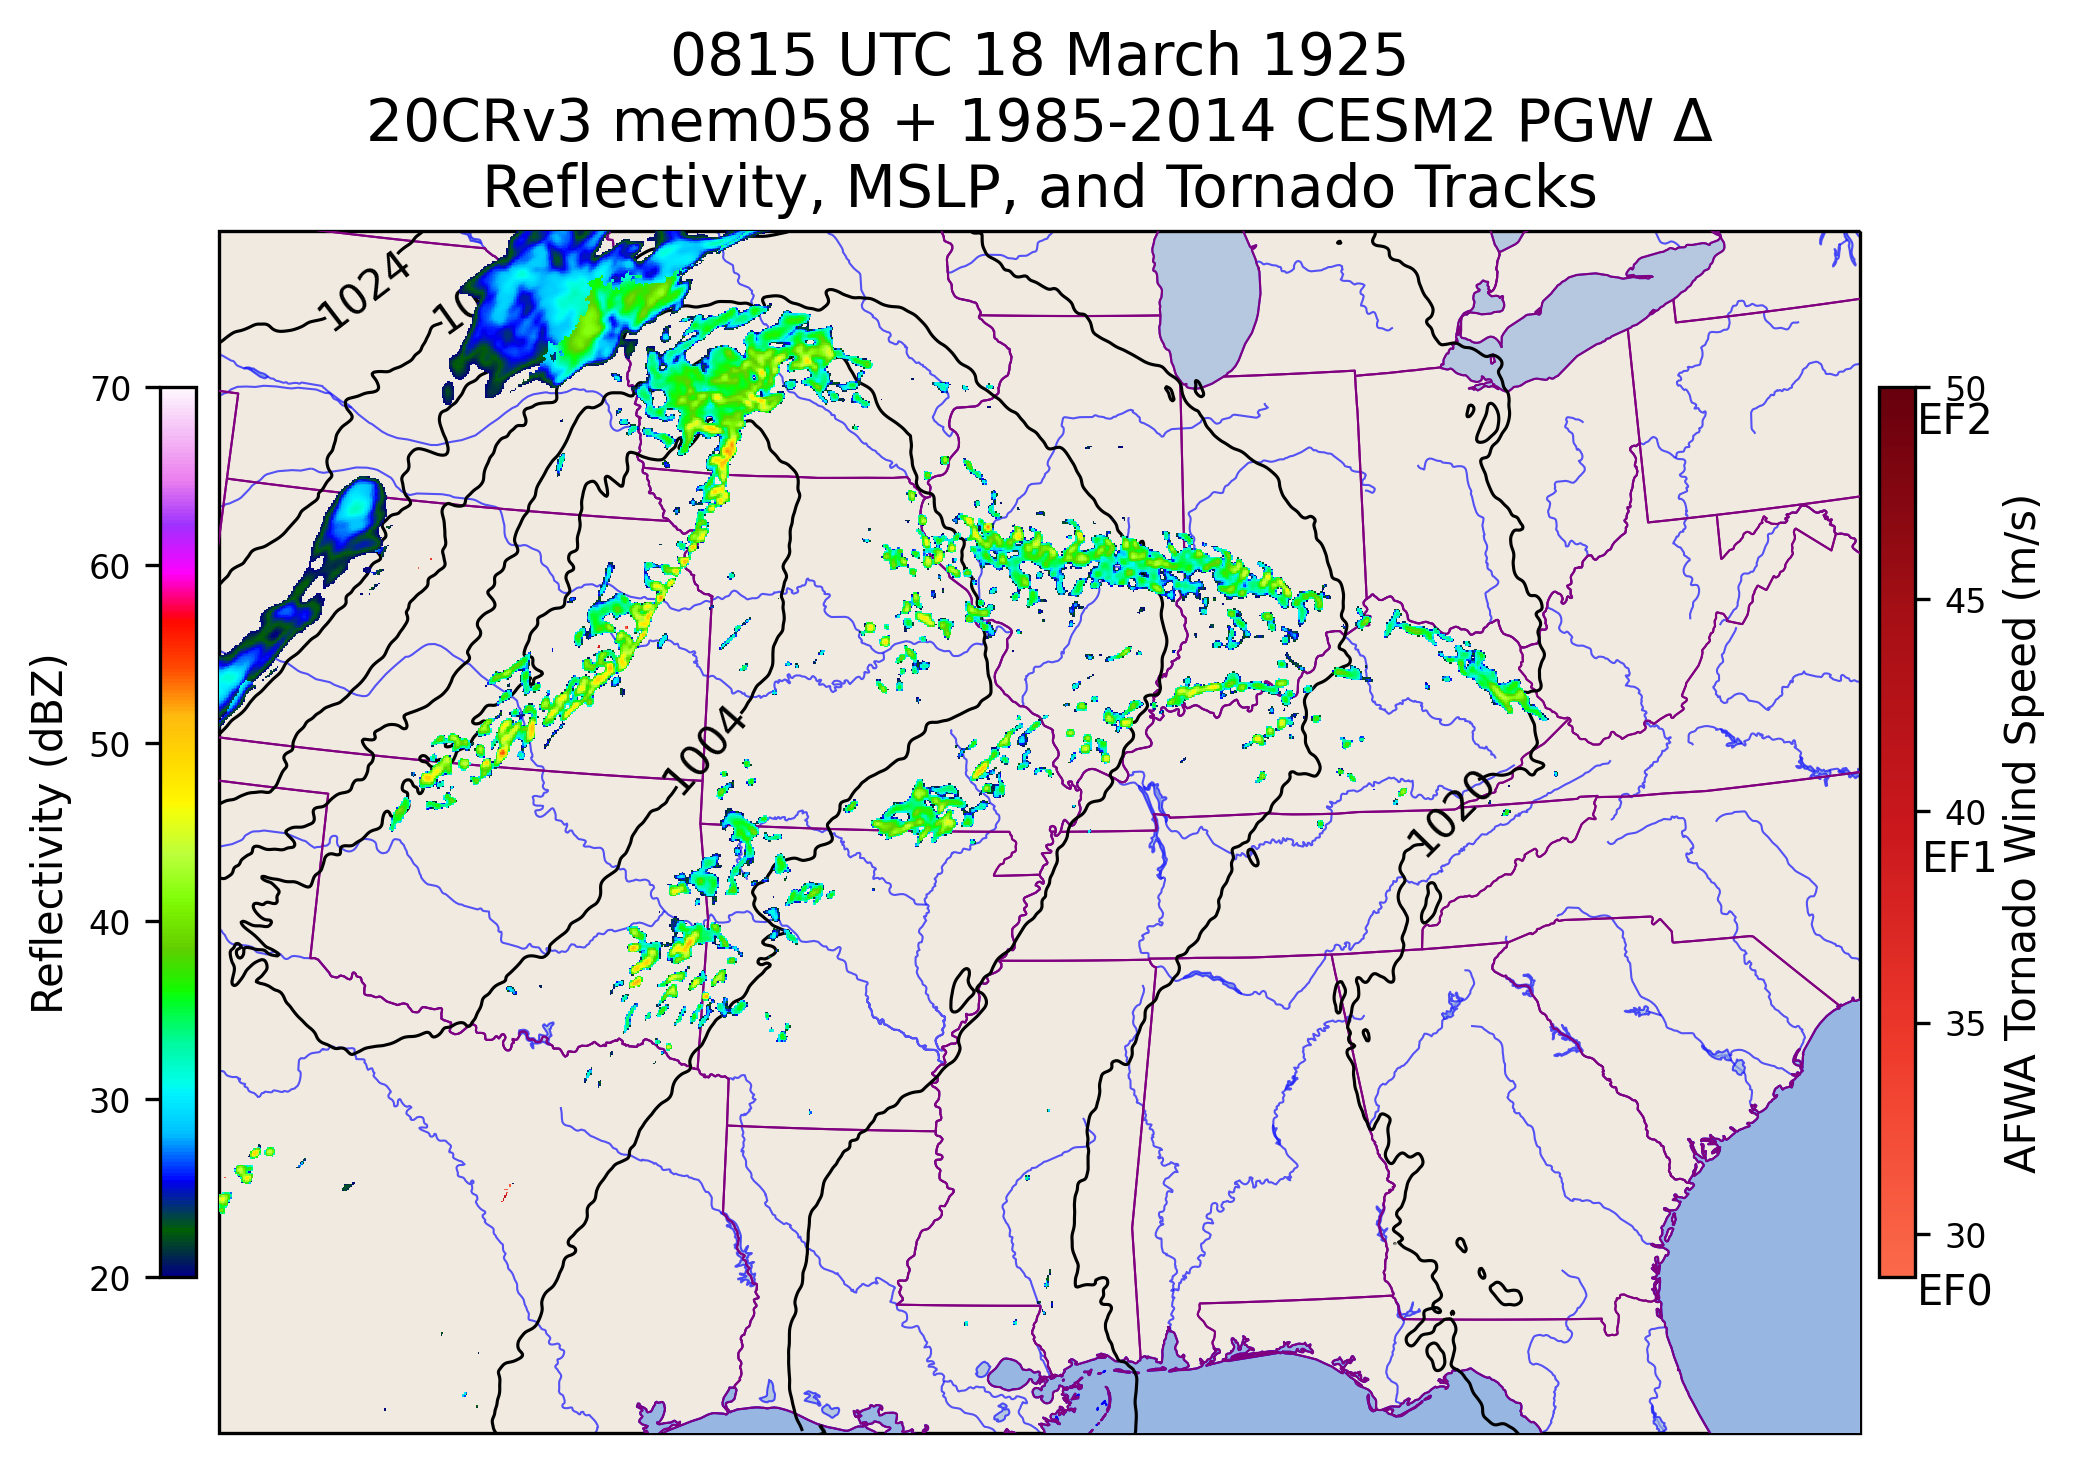 0815 UTC 18 March 1925
20CRv3 mem058 + 1985-2014 CESM2 PGW Δ
Reflectivity, MSLP, and Tornado Tracks
1024
1004
1020
70
60
50
40
30
20
Reflectivity (dBZ)
50
EF2
45
40
EF1
35
30
EF0
AFWA Tornado Wind Speed (m/s)